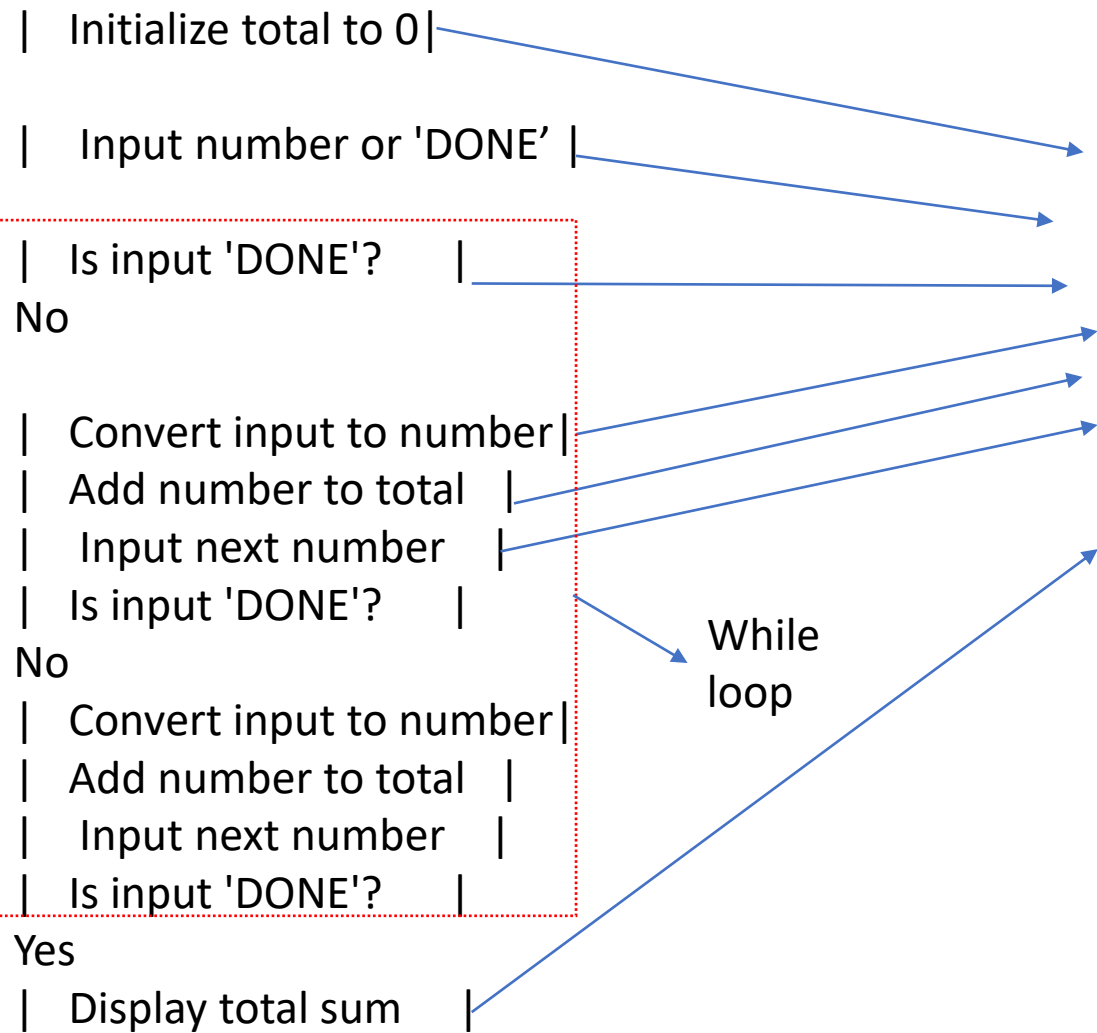 | Initialize total to 0|
| Input number or 'DONE’ |
| Is input 'DONE'? |
No
| Convert input to number|
| Add number to total |
| Input next number |
| Is input 'DONE'? |
No
| Convert input to number|
| Add number to total |
| Input next number |
| Is input 'DONE'? |
Yes
| Display total sum |
While
loop